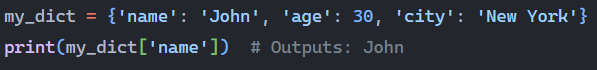 my_dict = {'name': 'John', 'age': 30, 'city': 'New York'}
print(my_dict['name'])  # Outputs: John